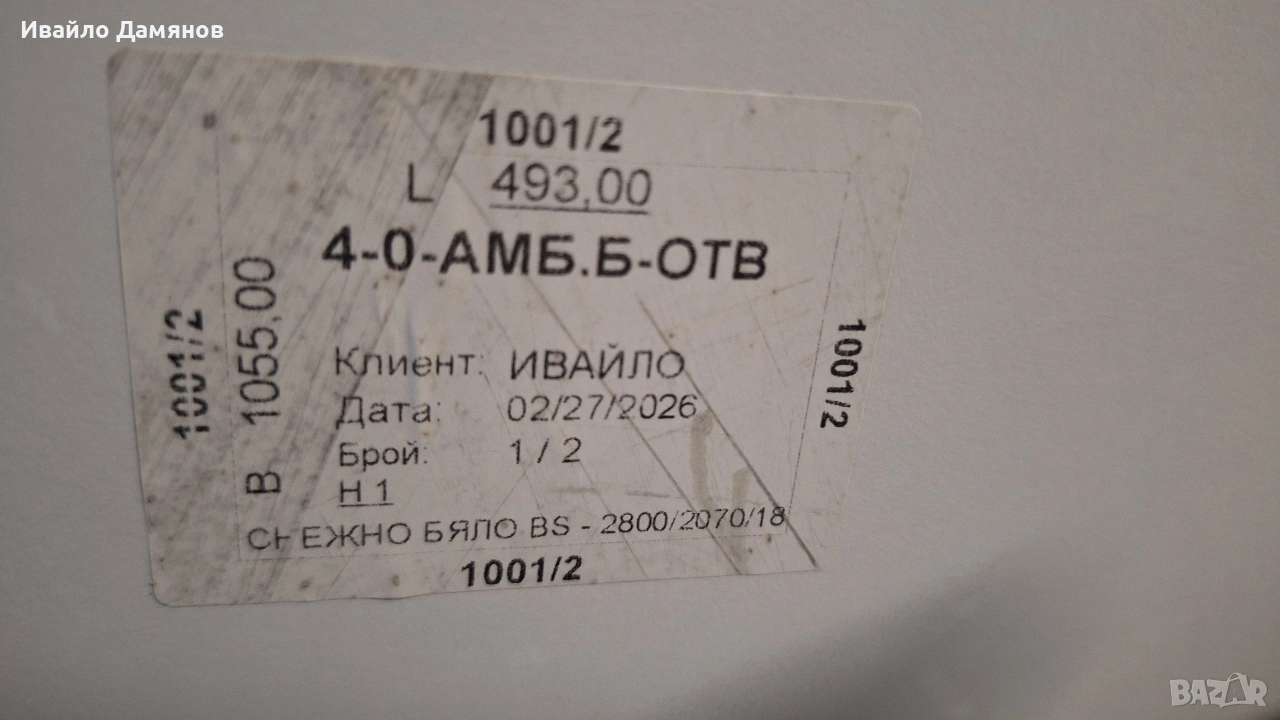 Ивайло Дамянов
1001/2
L 493,00
4-0-АМБ.Б-ОТВ
1001/2
B 1055,00
Клиент: ИВАЙЛО
Дата: 02/27/2026
Брой: 1 / 2
Н 1
СНЕЖНО БЯЛО BS - 2800/2070/18
1001/2
1001/2
BAZAR